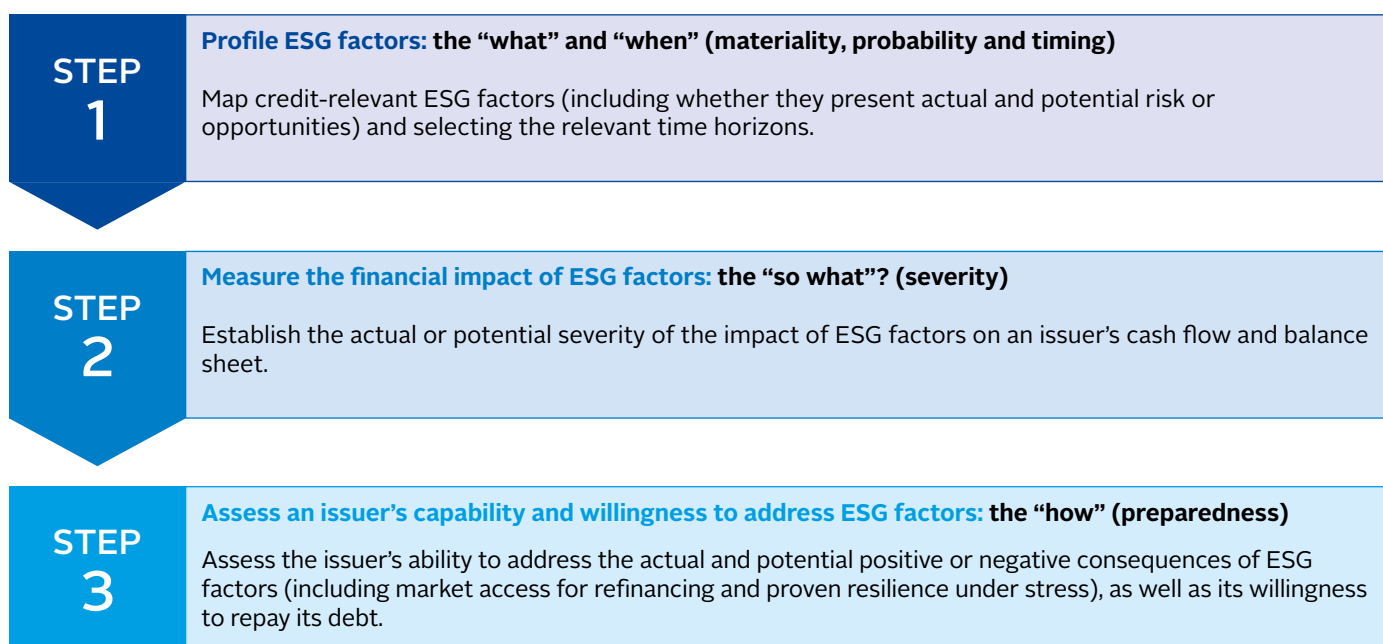 STEP
1
Profile ESG factors: the “what” and “when” (materiality, probability and timing)
Map credit-relevant ESG factors (including whether they present actual and potential risk or
opportunities) and selecting the relevant time horizons.
STEP
2
Measure the financial impact of ESG factors: the “so what”? (severity)
Establish the actual or potential severity of the impact of ESG factors on an issuer’s cash flow and balance
sheet.
STEP
3
Assess an issuer’s capability and willingness to address ESG factors: the “how” (preparedness)
Assess the issuer’s ability to address the actual and potential positive or negative consequences of ESG
factors (including market access for refinancing and proven resilience under stress), as well as its willingness
to repay its debt.